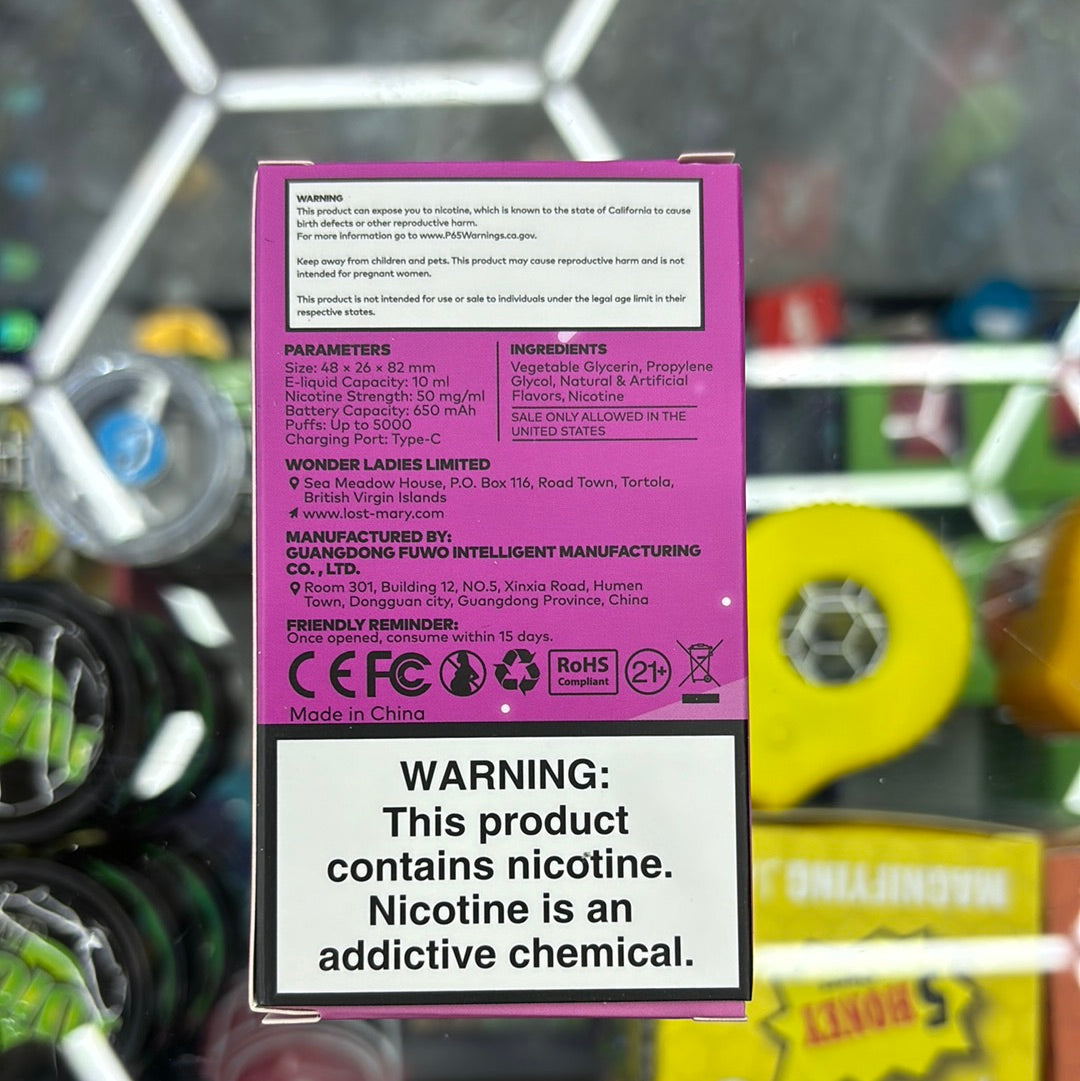 WARNING
This product can expose you to nicotine, which is known to the state of California to cause
birth defects or other reproductive harm.
For more information go to www.P65Warnings.ca.gov.
Keep away from children and pets. This product may cause reproductive harm and is not
intended for pregnant women.
This product is not intended for use or sale to individuals under the legal age limit in their
respective states.
PARAMETERS
Size: 48 × 26 × 82 mm
E-liquid Capacity: 10 ml
Nicotine Strength: 50 mg/ml
Battery Capacity: 650 mAh
Puffs: Up to 5000
Charging Port: Type-C
INGREDIENTS
Vegetable Glycerin, Propylene
Glycol, Natural & Artificial
Flavors, Nicotine
SALE ONLY ALLOWED IN THE
UNITED STATES
WONDER LADIES LIMITED
Sea Meadow House, P.O. Box 116, Road Town, Tortola,
British Virgin Islands
www.lost-mary.com
MANUFACTURED BY:
GUANGDONG FUWO INTELLIGENT MANUFACTURING
CO. , LTD.
Room 301, Building 12, NO.5, Xinxia Road, Humen
Town, Dongguan city, Guangdong Province, China
FRIENDLY REMINDER:
Once opened, consume within 15 days.
CE FC RoHS Compliant 21+
Made in China
WARNING:
This product
contains nicotine.
Nicotine is an
addictive chemical.
MAGNIFYING
5 HONEY